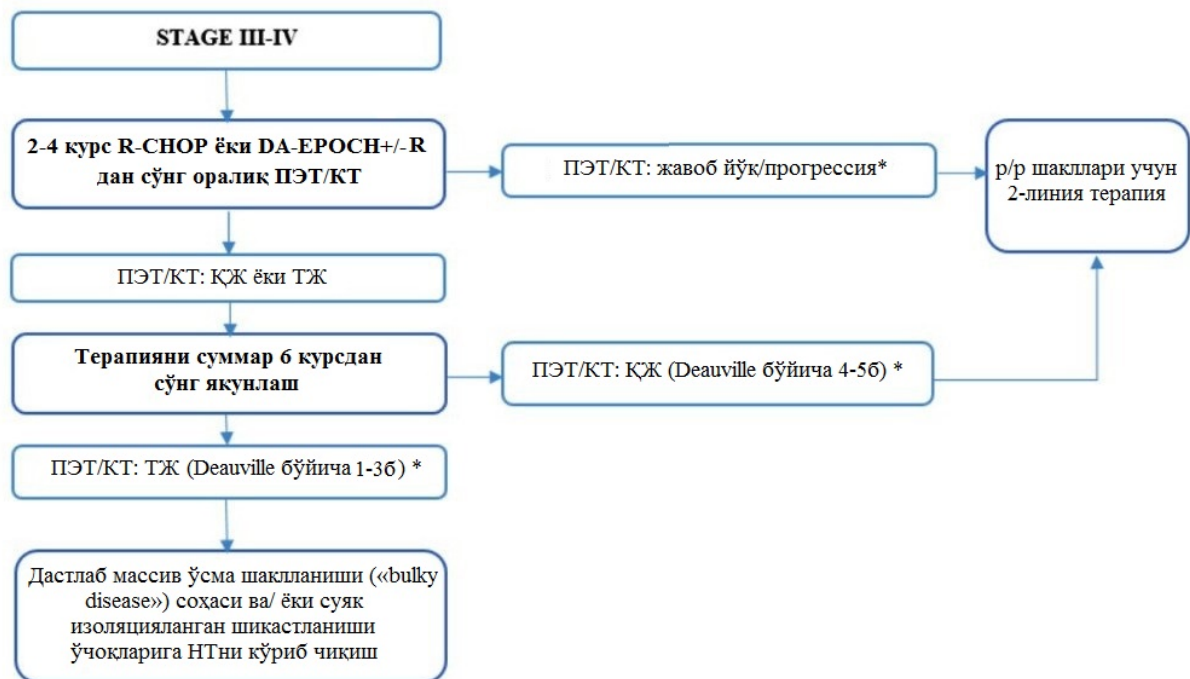 STAGE III-IV
2-4 курс R-CHOP ёки DA-EPOCH+/-R
дан сўнг оралиқ ПЭТ/КТ
ПЭТ/КТ: жавоб йўқ/прогрессия*
р/р шакллари учун
2-линия терапия
ПЭТ/КТ: ҚЖ ёки ТЖ
Терапияни суммар 6 курсдан
сўнг якунлаш
ПЭТ/КТ: ҚЖ (Deauville бўйича 4-5б) *
ПЭТ/КТ: ТЖ (Deauville бўйича 1-3б) *
Дастлаб массив ўсма шаклланиши («bulky
disease») соҳаси ва/ ёки суяк
изоляцияланган шикастланиши
ўчоқларига НТни кўриб чиқиш